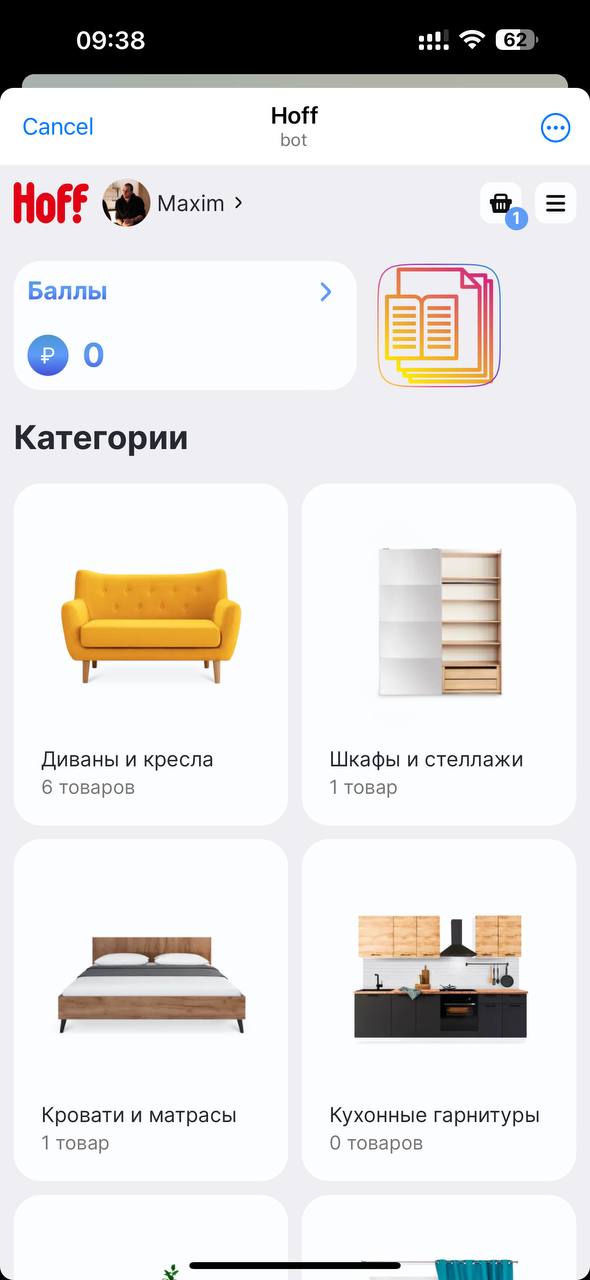 09:38
62
Cancel
Hoff
bot
Hoff
Maxim
1
Баллы
₽ 0
Категории
Диваны и кресла
6 товаров
Шкафы и стеллажи
1 товар
Кровати и матрасы
1 товар
Кухонные гарнитуры
0 товаров